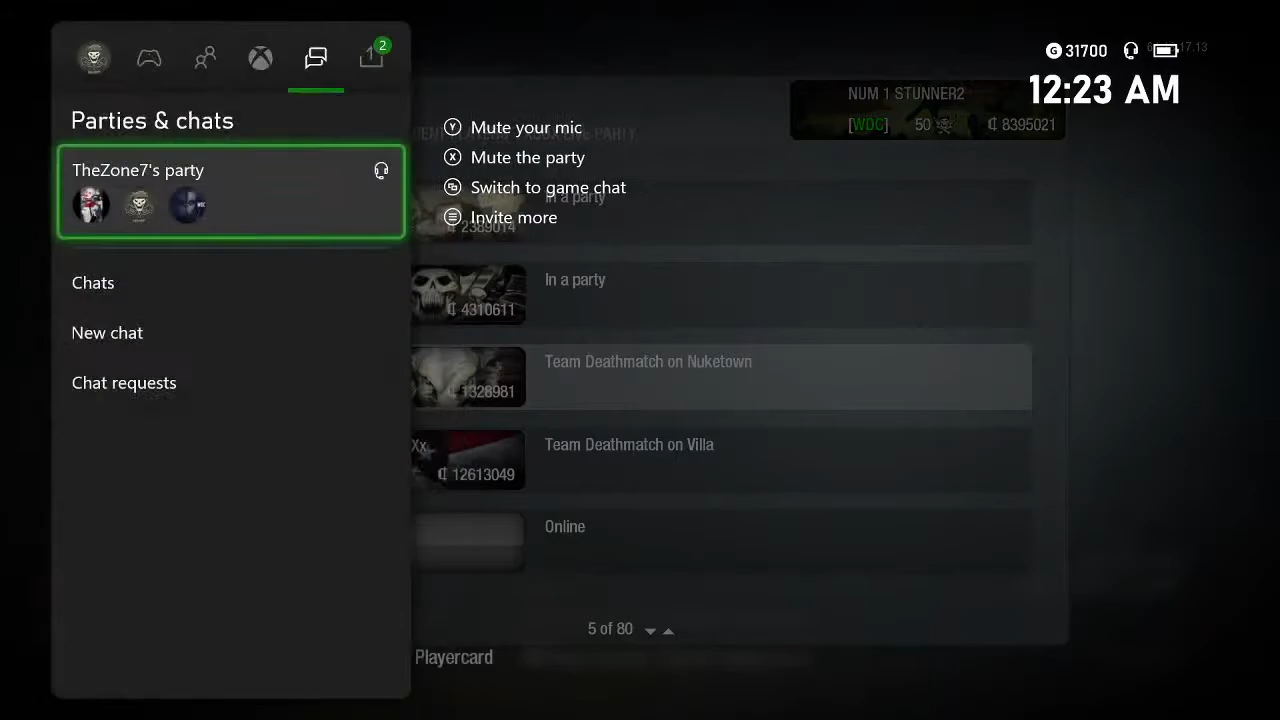 2
Parties & chats
TheZone7's party
Chats
New chat
Chat requests
Y Mute your mic
X Mute the party
Switch to game chat
Invite more
G 31700
12:23 AM
NUM 1 STUNNER2
[WDC] 50 ₵ 8395021
In a party
₵ 2389014
In a party
₵ 4310611
Team Deathmatch on Nuketown
₵ 1328981
Xx
Team Deathmatch on Villa
₵ 12613049
Online
5 of 80
Playercard